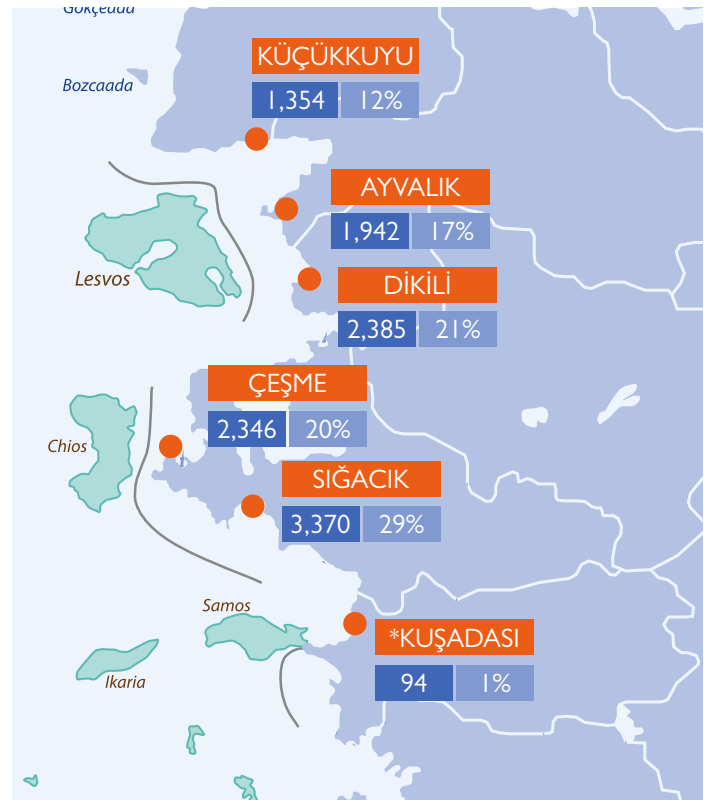 Gökçeada
KÜÇÜKKUYU
1,354 12%
Bozcaada
AYVALIK
1,942 17%
Lesvos
DİKİLİ
2,385 21%
ÇEŞME
2,346 20%
Chios
SIĞACIK
3,370 29%
Samos
*KUŞADASI
94 1%
Ikaria